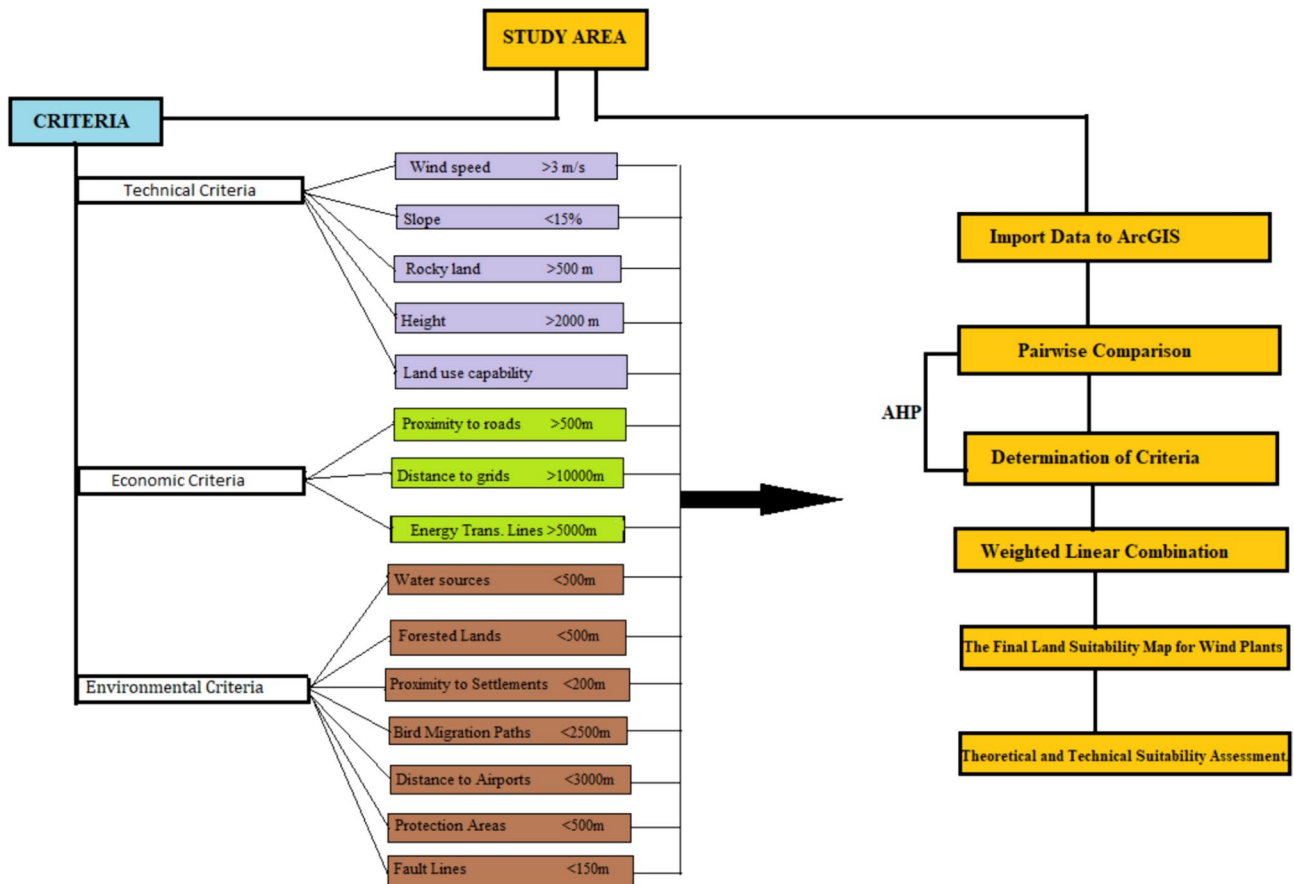 STUDY AREA
CRITERIA
Technical Criteria
Wind speed >3 m/s
Slope <15%
Rocky land >500 m
Height >2000 m
Land use capability
Economic Criteria
Proximity to roads >500m
Distance to grids >10000m
Energy Trans. Lines >5000m
Environmental Criteria
Water sources <500m
Forested Lands <500m
Proximity to Settlements <200m
Bird Migration Paths <2500m
Distance to Airports <3000m
Protection Areas <500m
Fault Lines <150m
Import Data to ArcGIS
Pairwise Comparison
AHP
Determination of Criteria
Weighted Linear Combination
The Final Land Suitability Map for Wind Plants
Theoretical and Technical Suitability Assessment.